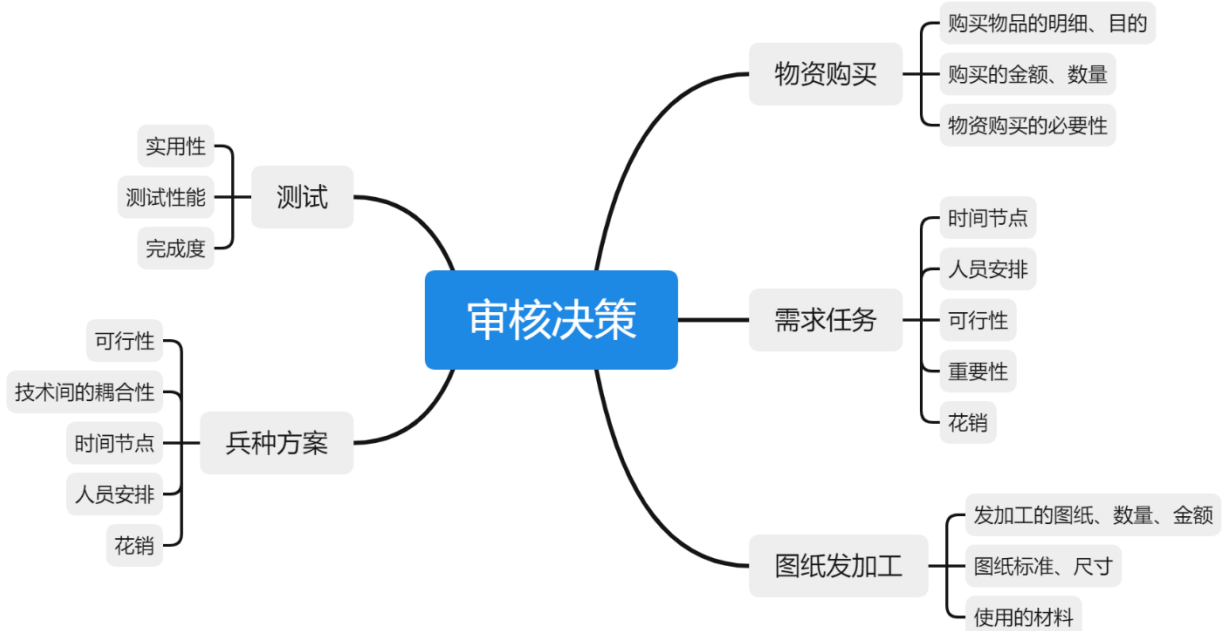 审核决策
物资购买
购买物品的明细、目的
购买的金额、数量
物资购买的必要性
需求任务
时间节点
人员安排
可行性
重要性
花销
图纸发加工
发加工的图纸、数量、金额
图纸标准、尺寸
使用的材料
测试
实用性
测试性能
完成度
兵种方案
可行性
技术间的耦合性
时间节点
人员安排
花销